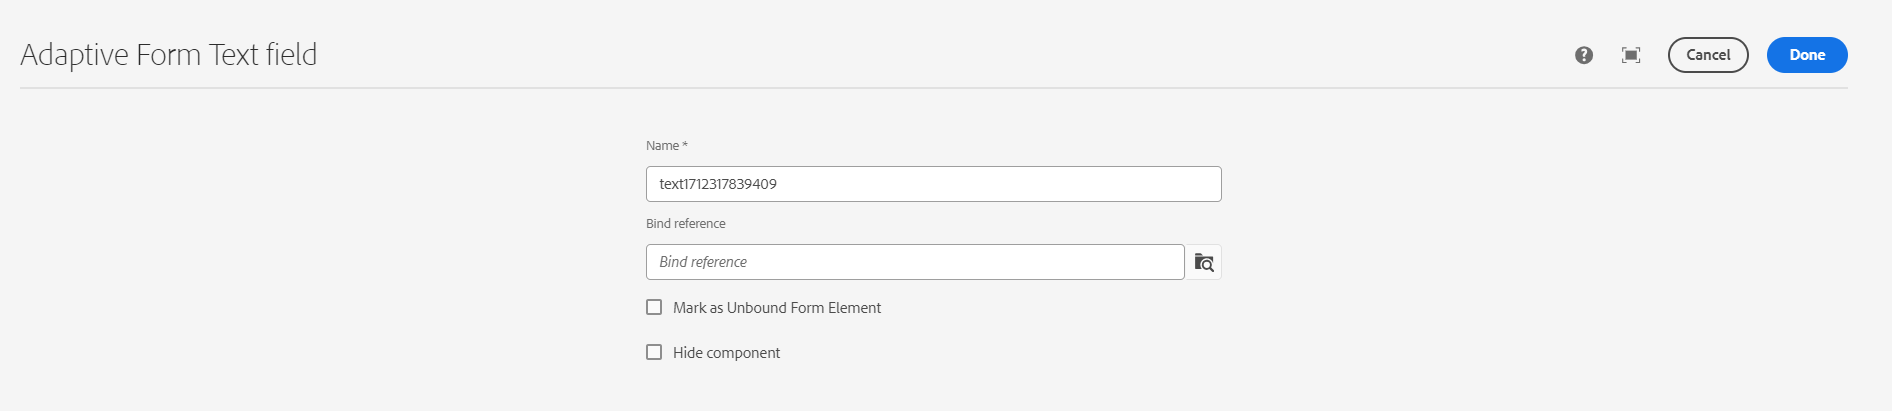 Adaptive Form Text field
Cancel
Done
Name *
text1712317839409
Bind reference
Bind reference
Mark as Unbound Form Element
Hide component